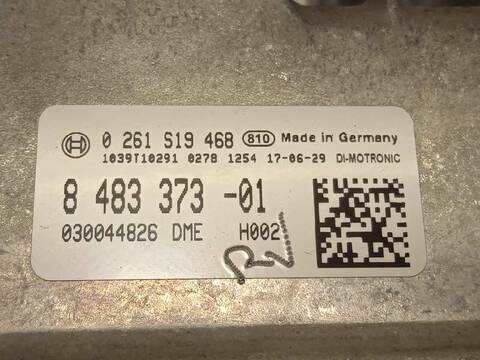 0 261 S19 468 810 Made in Germany
1039T10291 0278 1254 17-06-29 DI-MOTRONIC
8 483 373 -01
030044826 DME H002